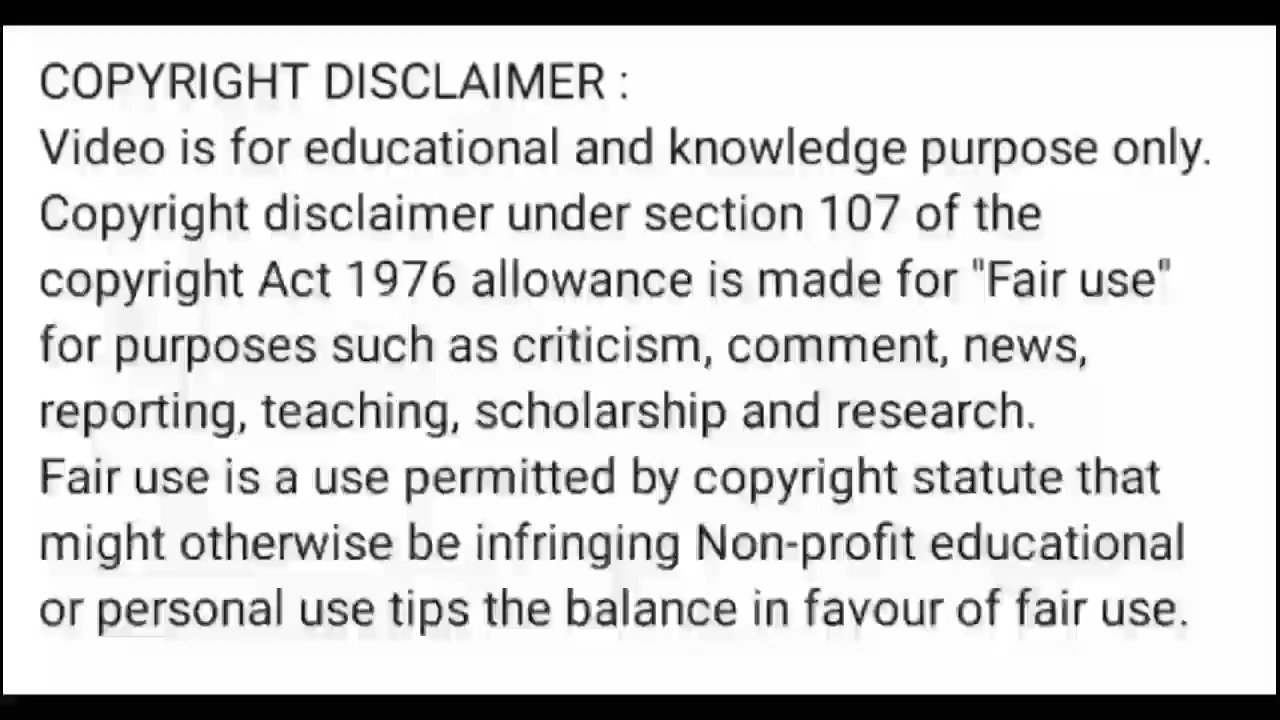 COPYRIGHT DISCLAIMER :
Video is for educational and knowledge purpose only.
Copyright disclaimer under section 107 of the
copyright Act 1976 allowance is made for "Fair use"
for purposes such as criticism, comment, news,
reporting, teaching, scholarship and research.
Fair use is a use permitted by copyright statute that
might otherwise be infringing Non-profit educational
or personal use tips the balance in favour of fair use.